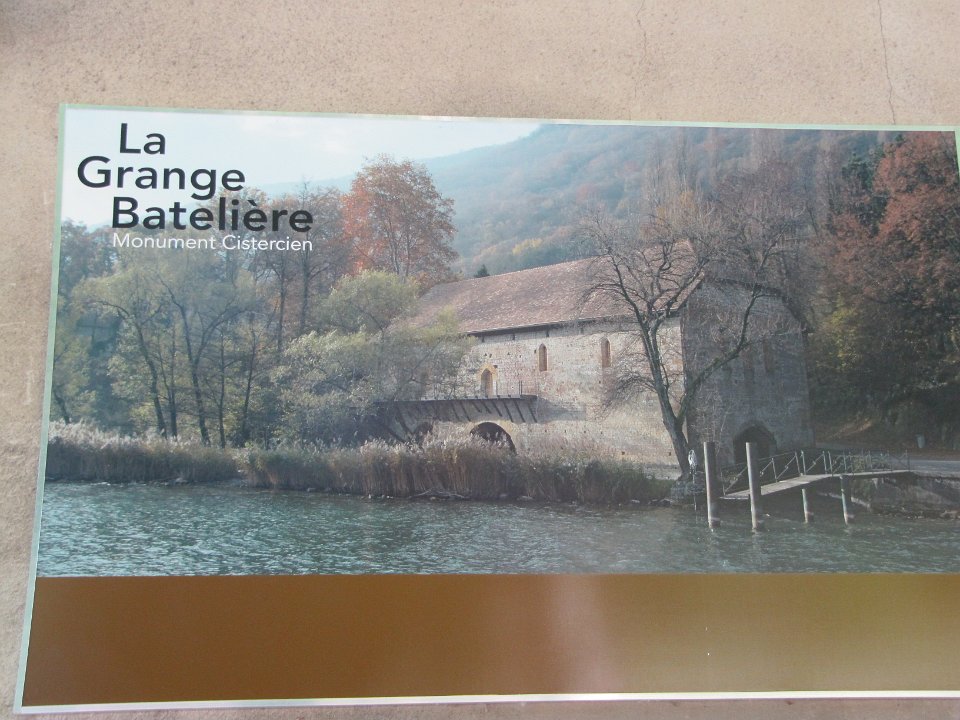 La
Grange
Batelière
Monument Cistercien